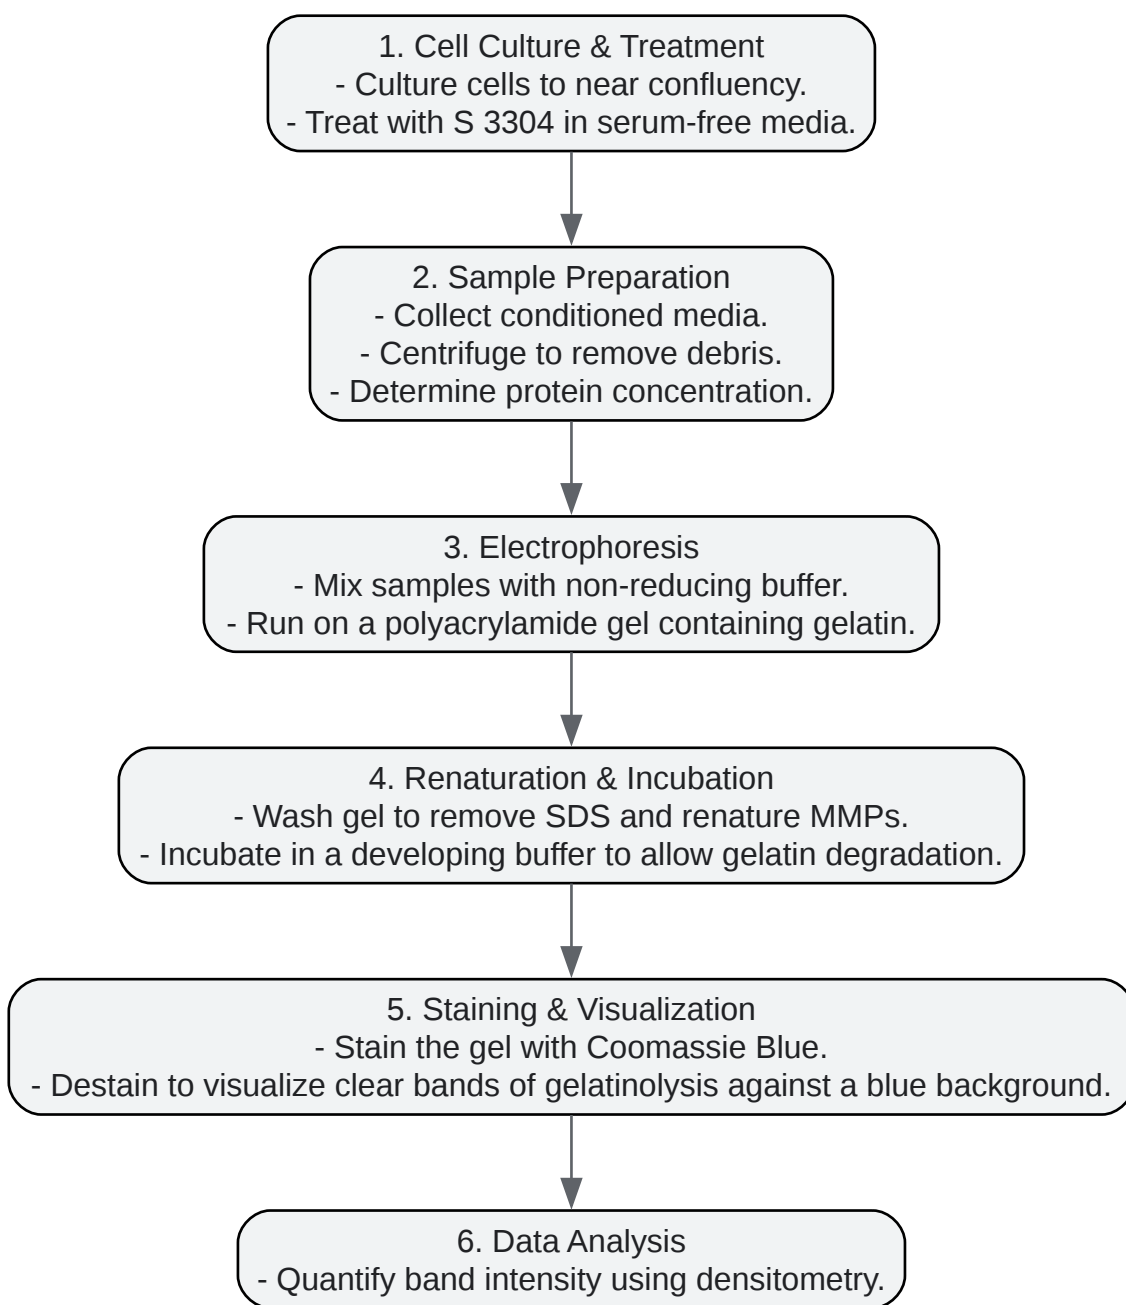 1. Cell Culture & Treatment
- Culture cells to near confluency.
- Treat with S 3304 in serum-free media.
2. Sample Preparation
- Collect conditioned media.
- Centrifuge to remove debris.
- Determine protein concentration.
3. Electrophoresis
- Mix samples with non-reducing buffer.
- Run on a polyacrylamide gel containing gelatin.
4. Renaturation & Incubation
- Wash gel to remove SDS and renature MMPs.
- Incubate in a developing buffer to allow gelatin degradation.
5. Staining & Visualization
- Stain the gel with Coomassie Blue.
- Destain to visualize clear bands of gelatinolysis against a blue background.
6. Data Analysis
- Quantify band intensity using densitometry.